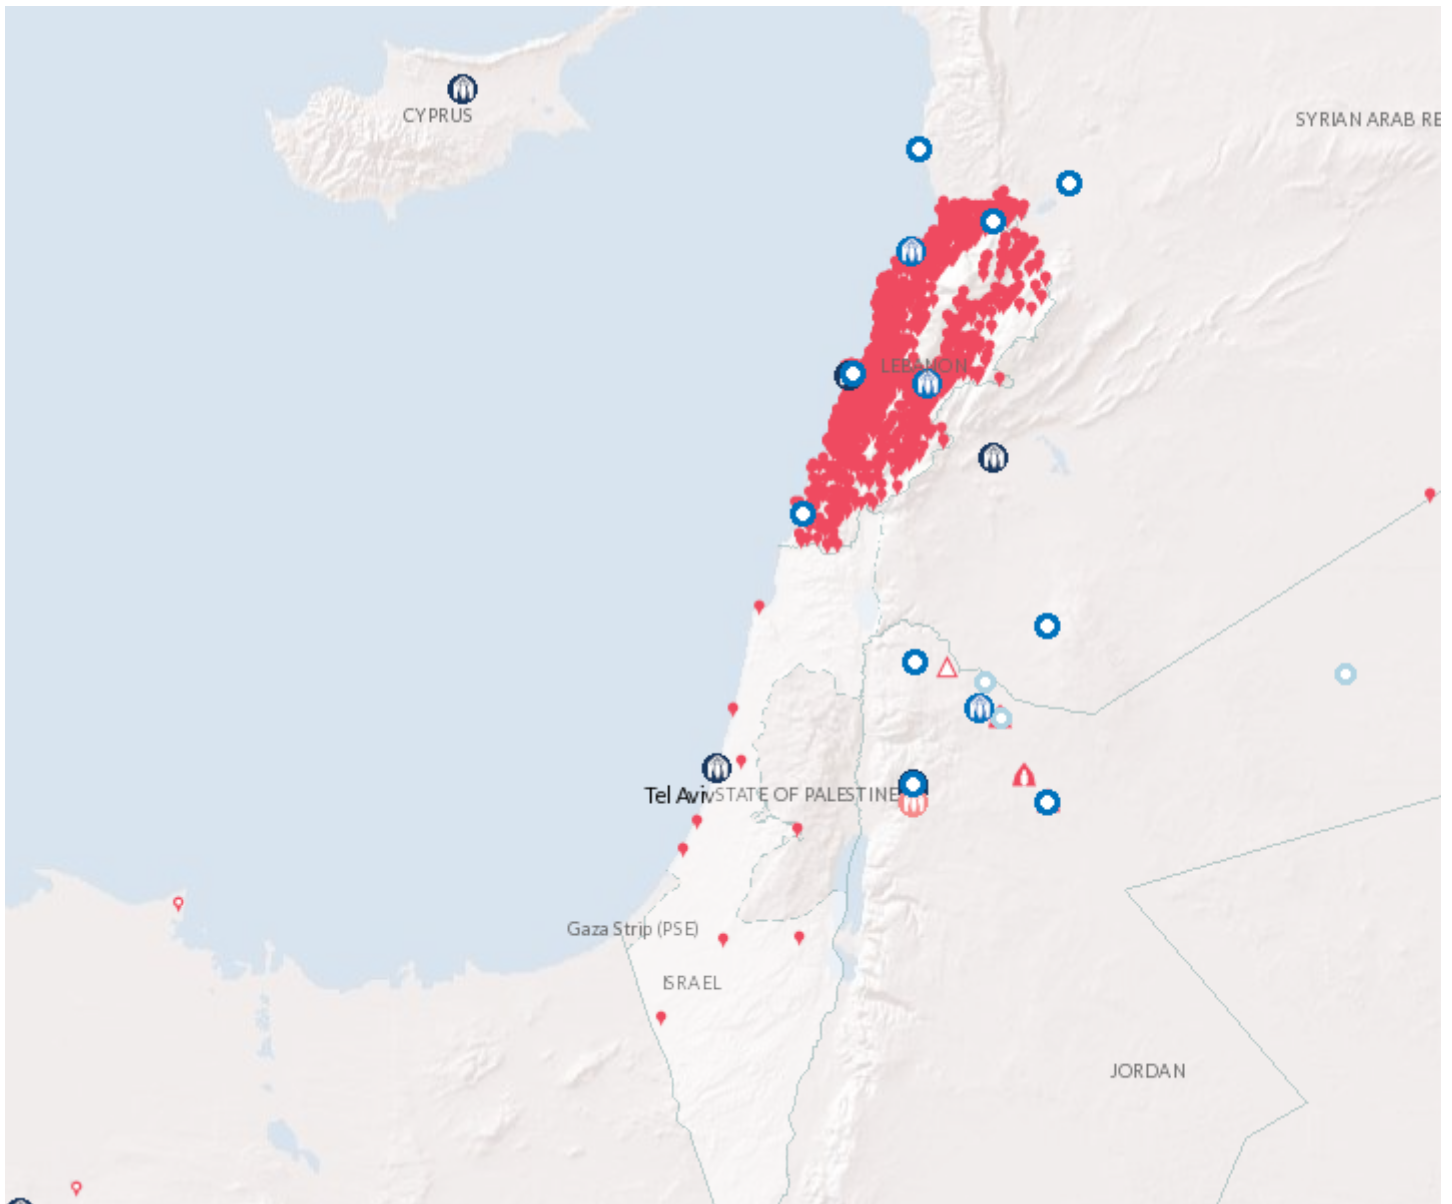 CYPRUS
SYRIAN ARAB RE
LEBANON
Tel Aviv
STATE OF PALESTINE
Gaza Strip (PSE)
ISRAEL
JORDAN